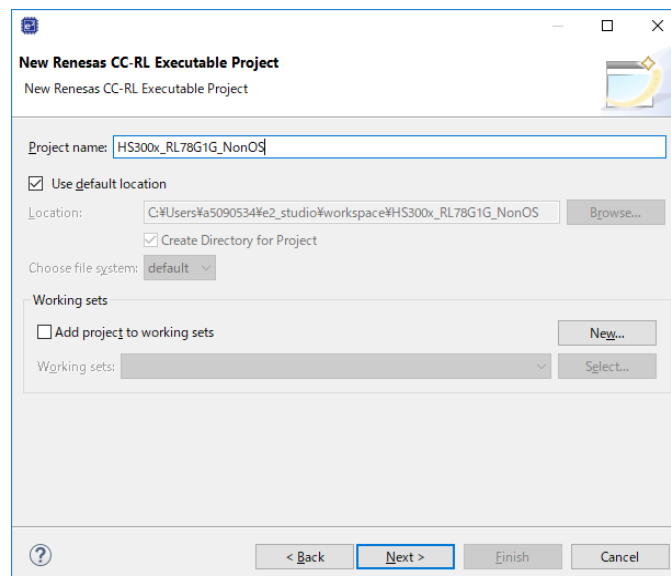 New Renesas CC-RL Executable Project
New Renesas CC-RL Executable Project
Project name: HS300x_RL78G1G_NonOS
Use default location
Location: C:¥Users¥a5090534¥e2_studio¥workspace¥HS300x_RL78G1G_NonOS Browse...
Create Directory for Project
Choose file system: default
Working sets
Add project to working sets New...
Working sets: Select...
? < Back Next > Finish Cancel